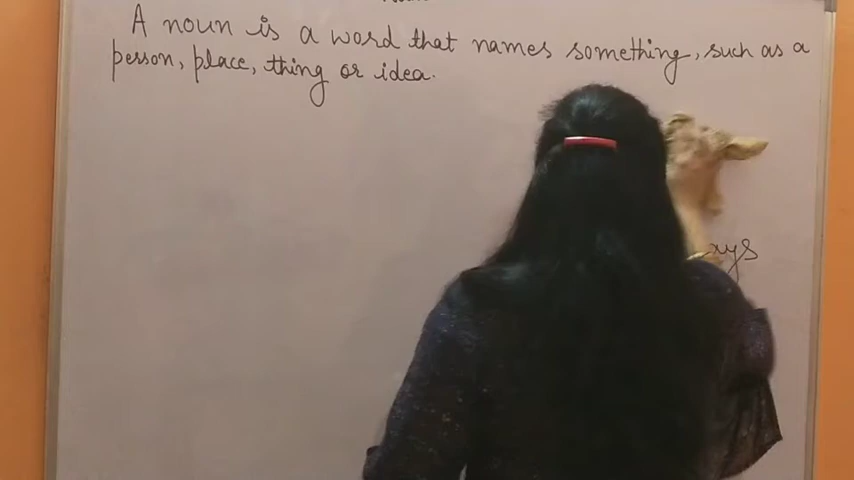 A noun is a word that names something, such as a
person, place, thing or idea.